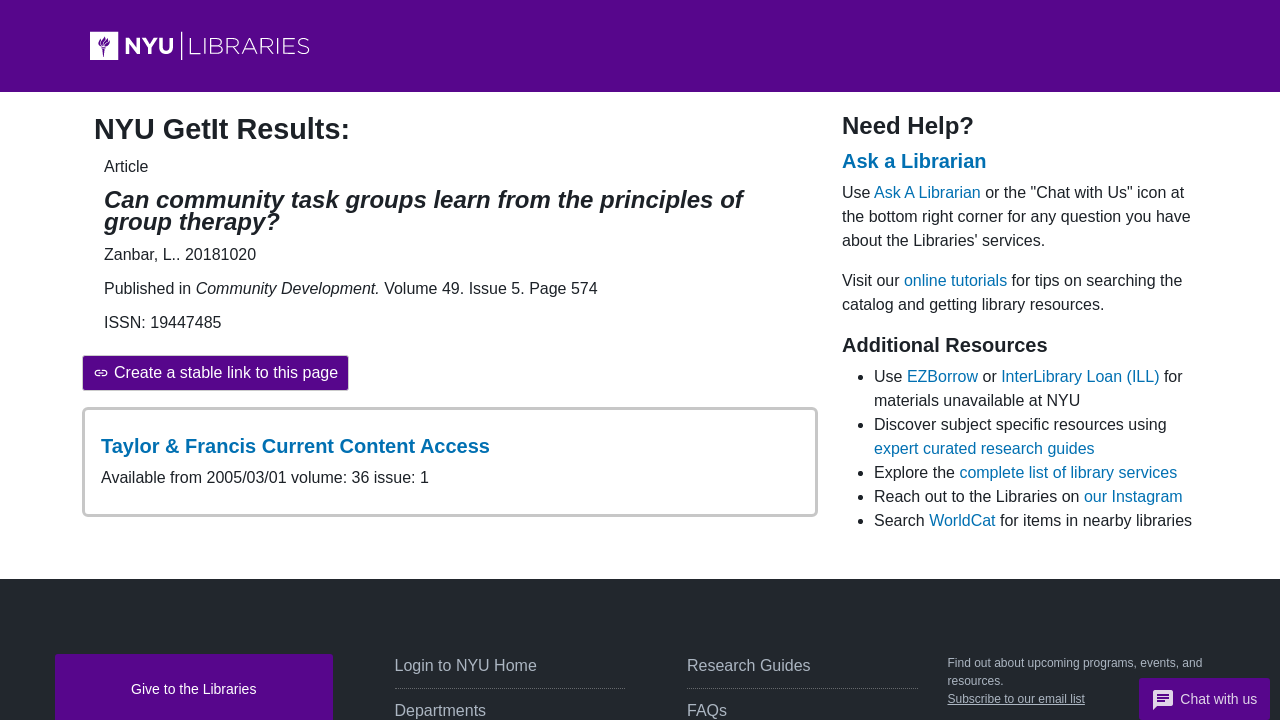 NYU LIBRARIES
NYU GetIt Results:
Article
Can community task groups learn from the principles of
group therapy?
Zanbar, L.. 20181020
Published in Community Development. Volume 49. Issue 5. Page 574
ISSN: 19447485
Create a stable link to this page
Taylor & Francis Current Content Access
Available from 2005/03/01 volume: 36 issue: 1
Need Help?
Ask a Librarian
Use Ask A Librarian or the "Chat with Us" icon at
the bottom right corner for any question you have
about the Libraries' services.
Visit our online tutorials for tips on searching the
catalog and getting library resources.
Additional Resources
Use EZBorrow or InterLibrary Loan (ILL) for
materials unavailable at NYU
Discover subject specific resources using
expert curated research guides
Explore the complete list of library services
Reach out to the Libraries on our Instagram
Search WorldCat for items in nearby libraries
Give to the Libraries
Login to NYU Home
Departments
Research Guides
FAQs
Find out about upcoming programs, events, and
resources.
Subscribe to our email list
Chat with us